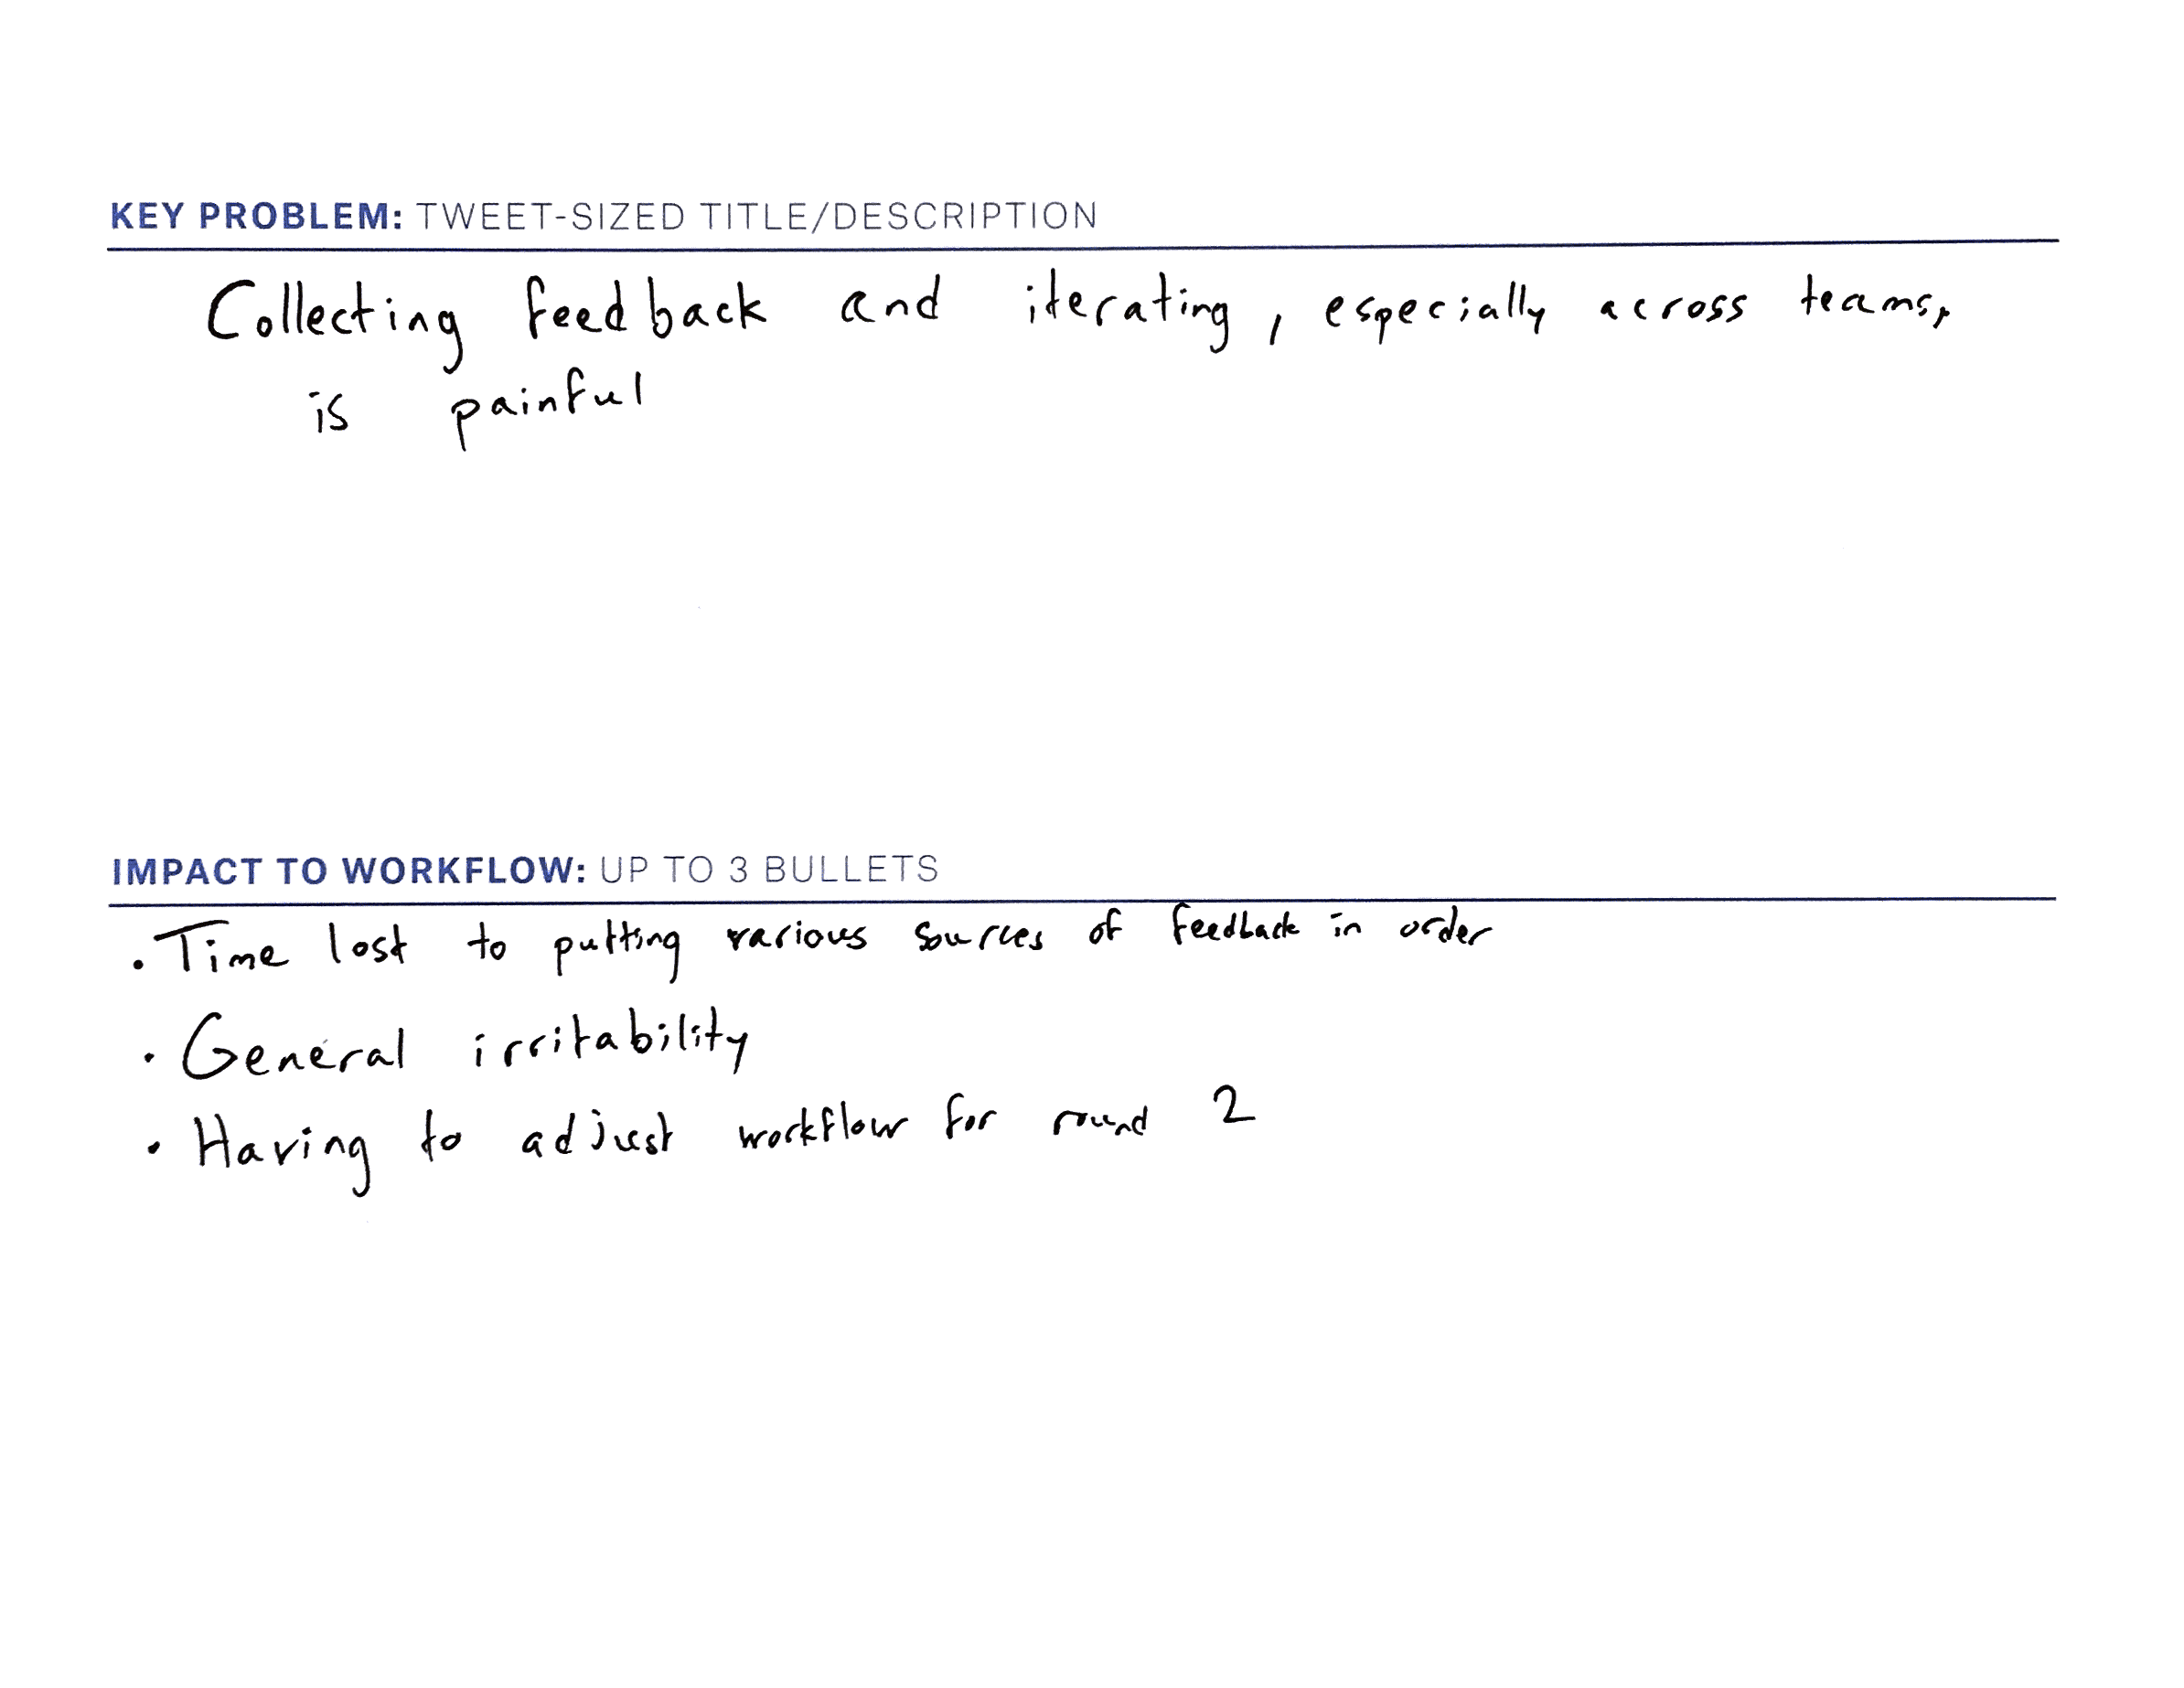 KEY PROBLEM: TWEET-SIZED TITLE/DESCRIPTION
Collecting feedback and iterating, especially across teams,
is painful
IMPACT TO WORKFLOW: UP TO 3 BULLETS
• Time lost to putting various sources of feedback in order
• General irritability
• Having to adjust workflow for round 2